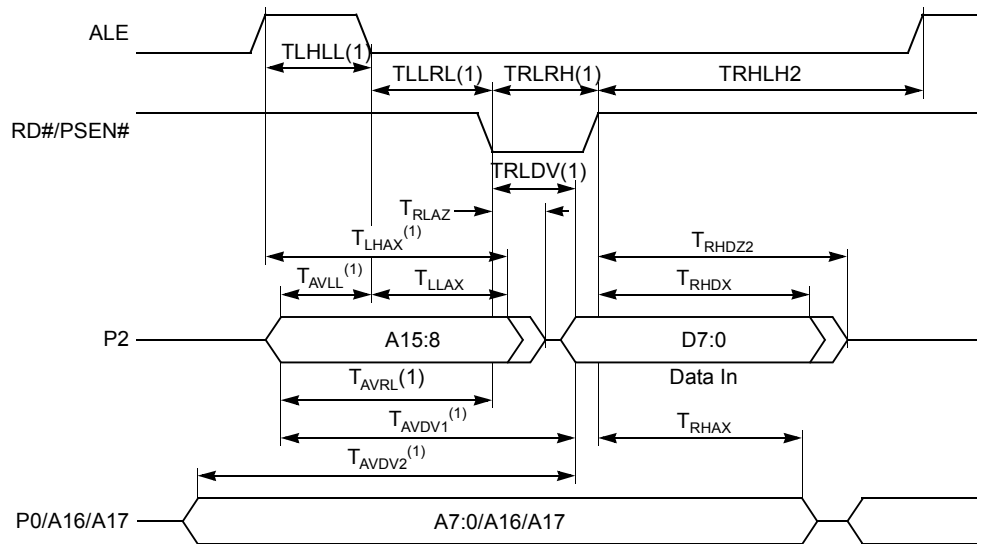 ALE
TLHLL(1)
TLLRL(1) TRLRH(1) TRHLH2
RD#/PSEN#
TRLDV(1)
TRLAZ
TLHAX(1) TRHDZ2
TAVLL(1) TLLAX TRHDX
P2 A15:8 D7:0
TAVRL(1) Data In
TAVDV1(1) TRHAX
TAVDV2(1)
P0/A16/A17 A7:0/A16/A17